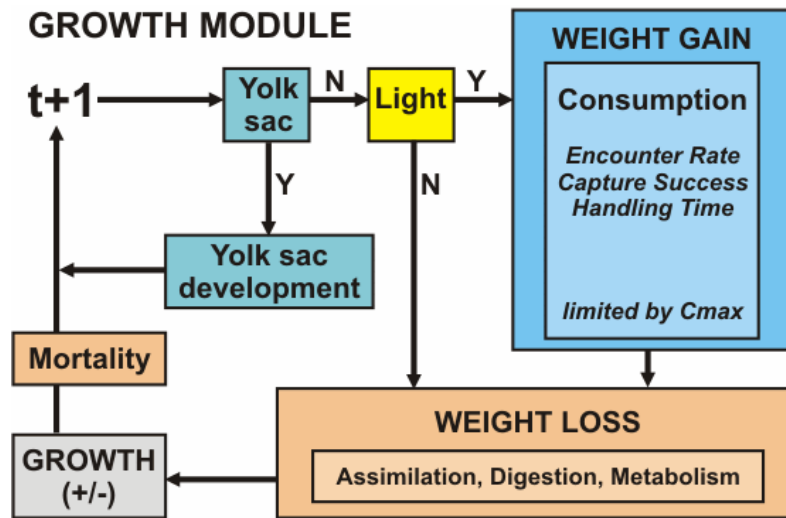 GROWTH MODULE
WEIGHT GAIN
t+1
Yolk
sac
N
Light
Y
Consumption
Encounter Rate
Capture Success
Handling Time
limited by Cmax
Y
N
Yolk sac
development
Mortality
WEIGHT LOSS
Assimilation, Digestion, Metabolism
GROWTH
(+/-)